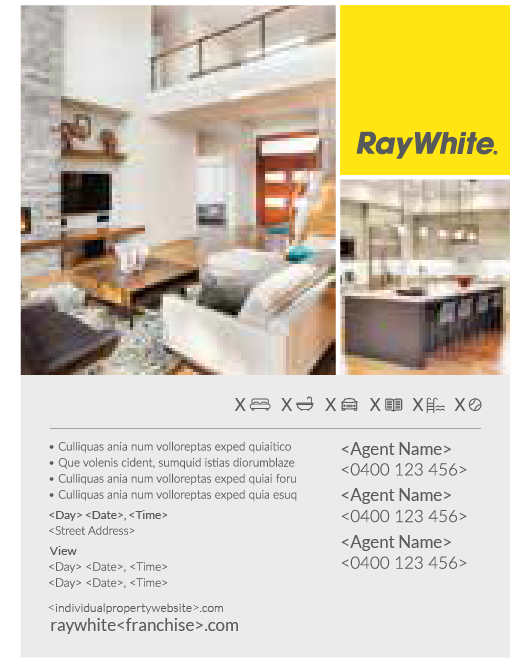 RayWhite.
X X X X X X
• Culliquas ania num volloreptas exped quiaitico
• Que volenis cident, sumquid istias diorumblaze
• Culliquas ania num volloreptas exped quiai foru
• Culliquas ania num volloreptas exped quia esuq
<Day> <Date>, <Time>
<Street Address>
View
<Day> <Date>, <Time>
<Day> <Date>, <Time>
<individualpropertywebsite>.com
raywhite<franchise>.com
<Agent Name>
<0400 123 456>
<Agent Name>
<0400 123 456>
<Agent Name>
<0400 123 456>